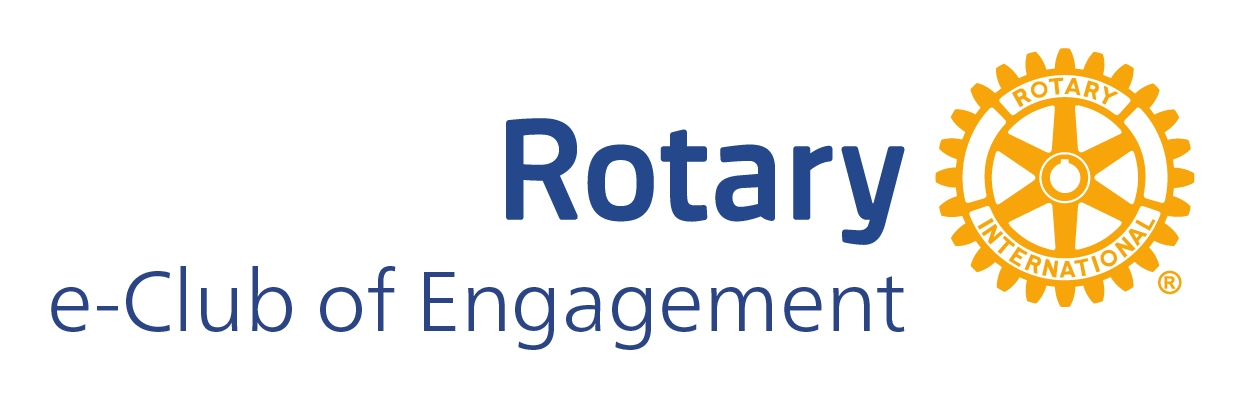 Rotary
e-Club of Engagement
ROTARY
INTERNATIONAL
®